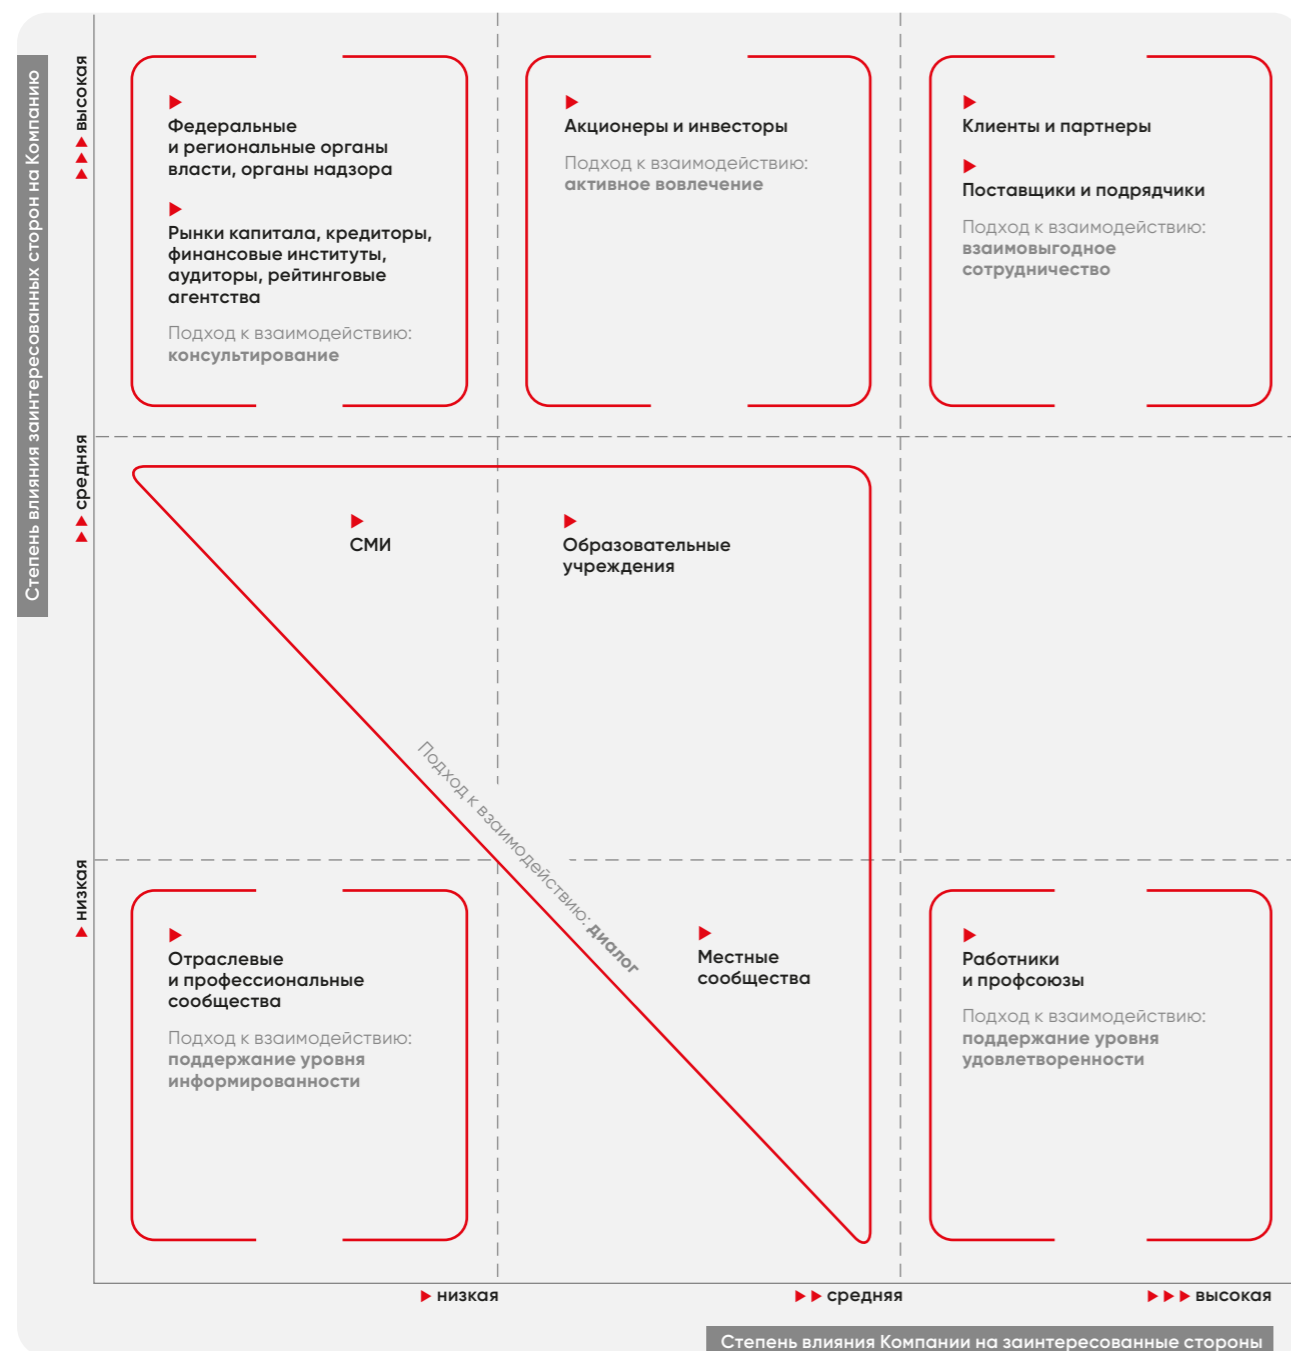 Степень влияния заинтересованных сторон на Компанию
высокая
Федеральные
и региональные органы
власти, органы надзора
Рынки капитала, кредиторы,
финансовые институты,
аудиторы, рейтинговые
агентства
Подход к взаимодействию:
консультирование
Акционеры и инвесторы
Подход к взаимодействию:
активное вовлечение
Клиенты и партнеры
Поставщики и подрядчики
Подход к взаимодействию:
взаимовыгодное
сотрудничество
средняя
СМИ
Образовательные
учреждения
Подход к взаимодействию: диалог
низкая
Отраслевые
и профессиональные
сообщества
Подход к взаимодействию:
поддержание уровня
информированности
Местные
сообщества
Работники
и профсоюзы
Подход к взаимодействию:
поддержание уровня
удовлетворенности
низкая
средняя
высокая
Степень влияния Компании на заинтересованные стороны